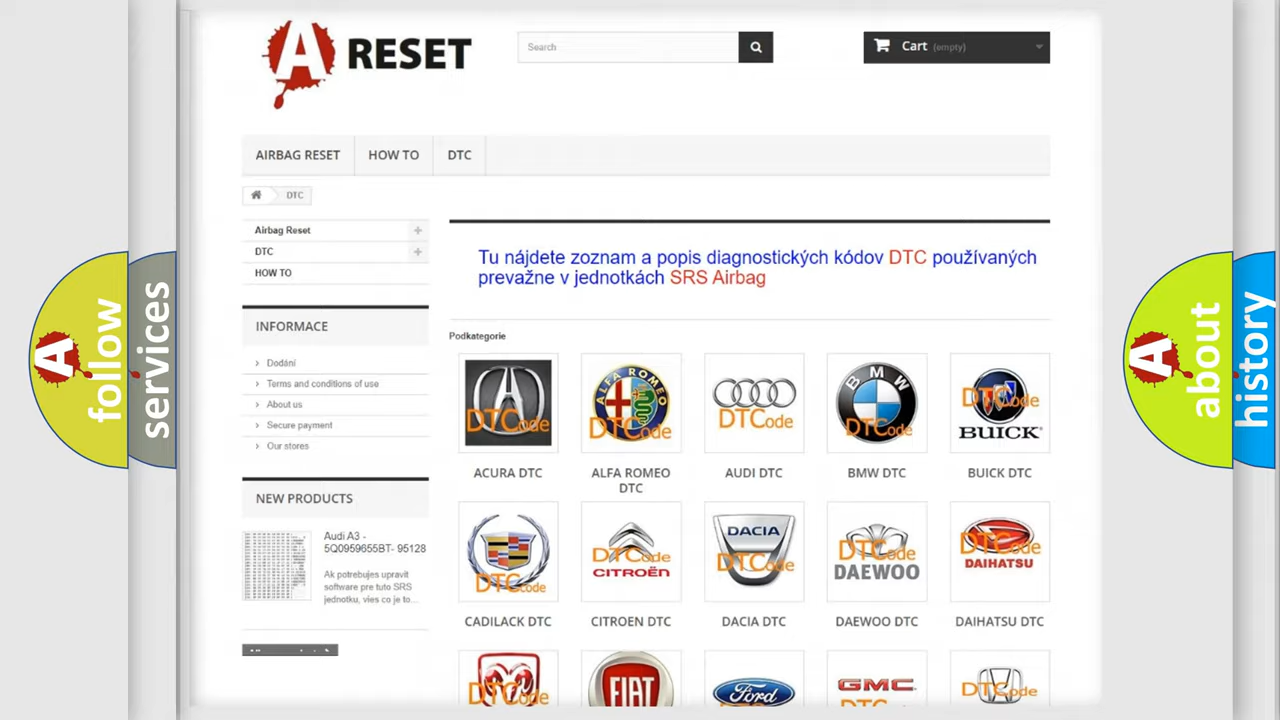 A RESET
Search
Cart (empty)
AIRBAG RESET
HOW TO
DTC
DTC
Airbag Reset
DTC
HOW TO
INFORMACE
Dodání
Terms and conditions of use
About us
Secure payment
Our stores
NEW PRODUCTS
Audi A3 -
5Q0959655BT- 95128
Ak potrebujes upravit
software pre tuto SRS
jednotku, vies co je to...
Tu nájdete zoznam a popis diagnostických kódov DTC používaných
prevažne v jednotkách SRS Airbag
Podkategorie
DTCode
ALFA ROMEO
DTCode
DTCode
BMW
DTCode
DTCode
BUICK
ACURA DTC
ALFA ROMEO
DTC
AUDI DTC
BMW DTC
BUICK DTC
DTCode
DTCode
CITROËN
DACIA
DTCode
DTCode
DAEWOO
DTCode
DAIHATSU
CADILACK DTC
CITROEN DTC
DACIA DTC
DAEWOO DTC
DAIHATSU DTC
DTCode
FIAT
Ford
GMC
DTCode
A follow
services
A about
history